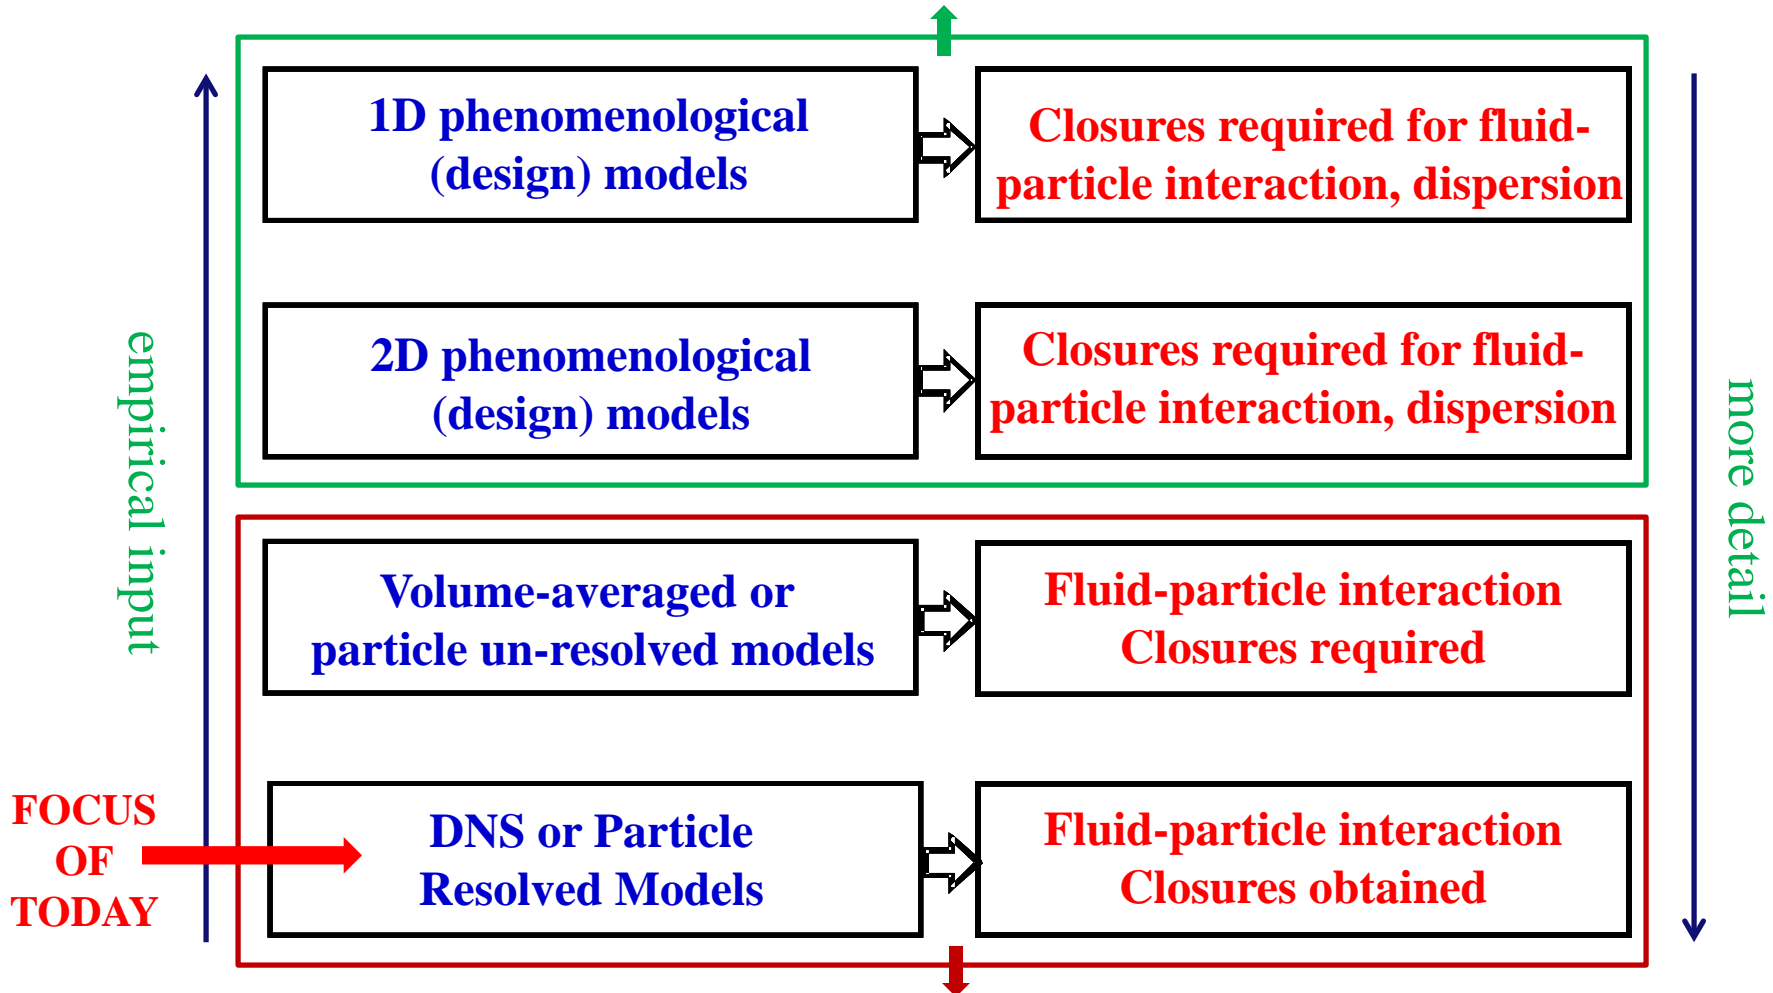 1D phenomenological
(design) models
Closures required for fluid-
particle interaction, dispersion
2D phenomenological
(design) models
Closures required for fluid-
particle interaction, dispersion
empirical input
more detail
Volume-averaged or
particle un-resolved models
Fluid-particle interaction
Closures required
FOCUS
OF
TODAY
DNS or Particle
Resolved Models
Fluid-particle interaction
Closures obtained